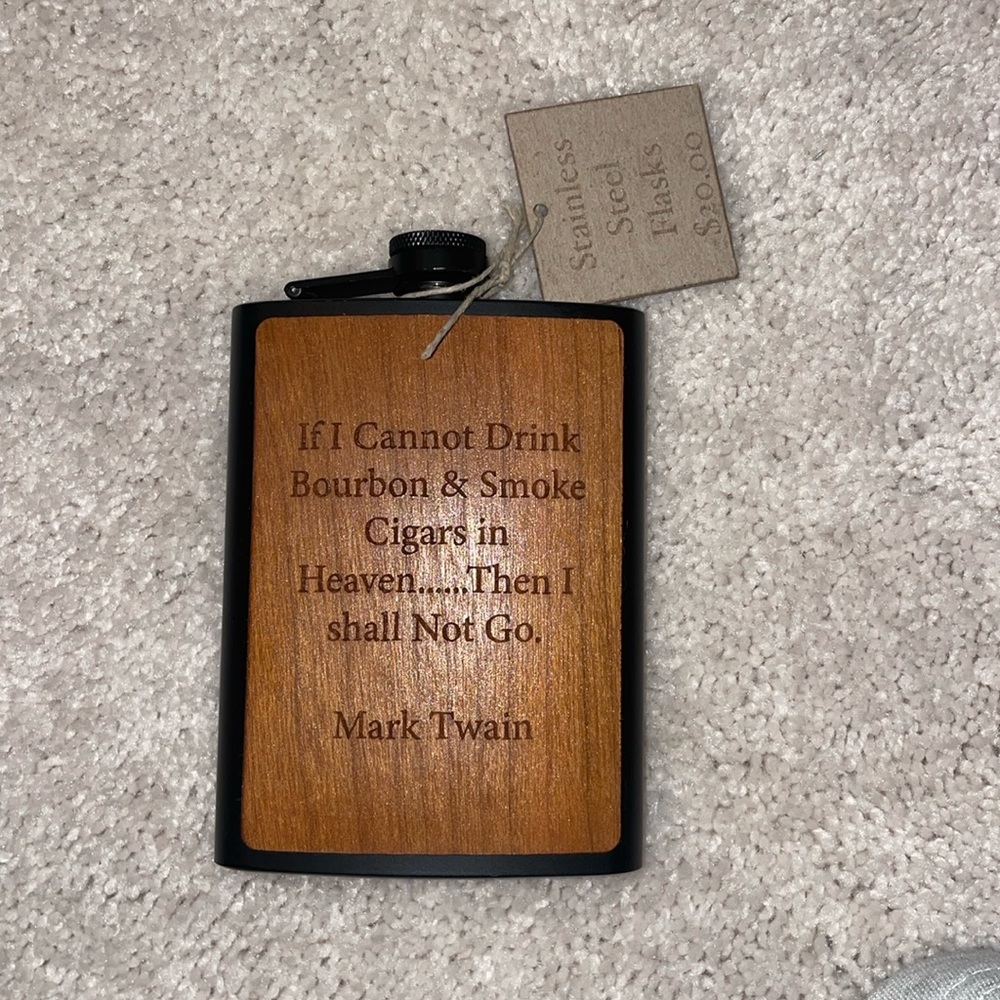 Stainless
Steel
Flasks
$20.00
If I Cannot Drink
Bourbon & Smoke
Cigars in
Heaven......Then I
shall Not Go.
Mark Twain